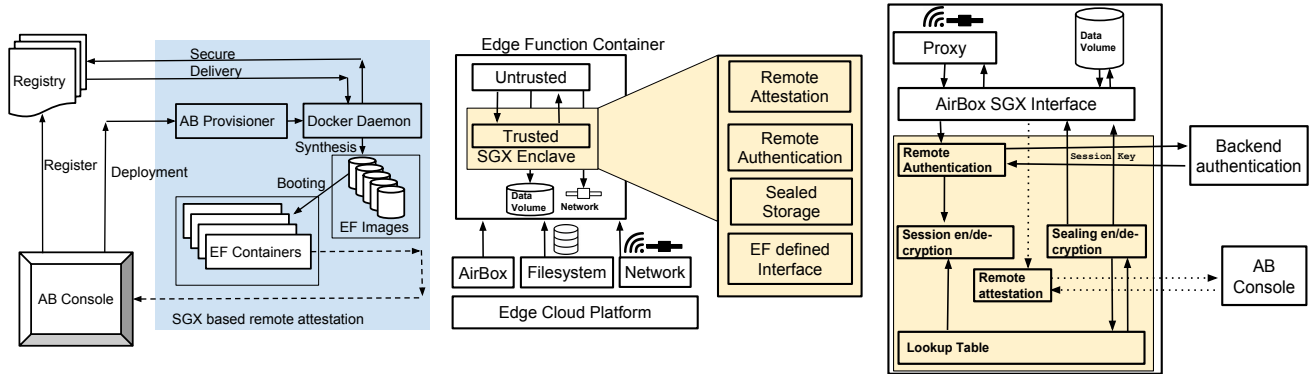 Registry
Secure
Delivery
AB Provisioner
Docker Daemon
Synthesis
Register
Deployment
Booting
EF Images
EF Containers
AB Console
SGX based remote attestation
Edge Function Container
Untrusted
Trusted
SGX Enclave
Data
Volume
Network
AirBox
Filesystem
Network
Edge Cloud Platform
Remote
Attestation
Remote
Authentication
Sealed
Storage
EF defined
Interface
Proxy
Data
Volume
AirBox SGX Interface
Remote
Authentication
Session Key
Backend
authentication
Session en/de-
cryption
Sealing en/de-
cryption
Remote
attestation
AB
Console
Lookup Table